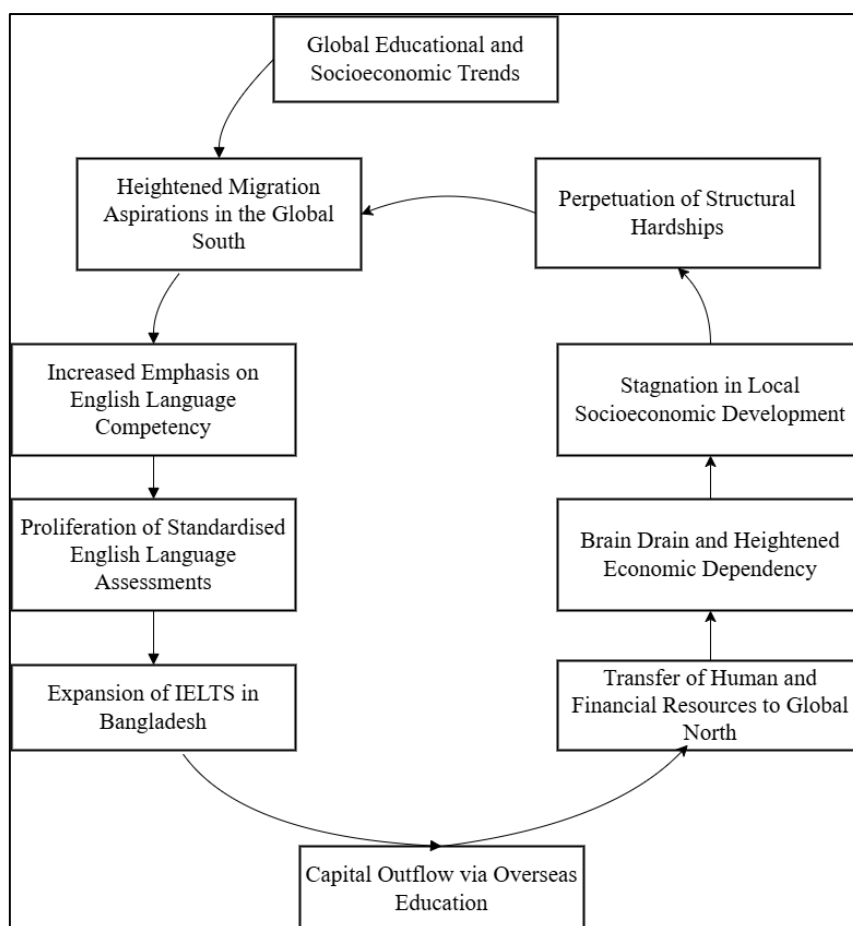 Global Educational and
Socioeconomic Trends
Heightened Migration
Aspirations in the Global
South
Perpetuation of Structural
Hardships
Increased Emphasis on
English Language
Competency
Stagnation in Local
Socioeconomic Development
Proliferation of Standardised
English Language
Assessments
Brain Drain and Heightened
Economic Dependency
Expansion of IELTS in
Bangladesh
Transfer of Human and
Financial Resources to Global
North
Capital Outflow via Overseas
Education